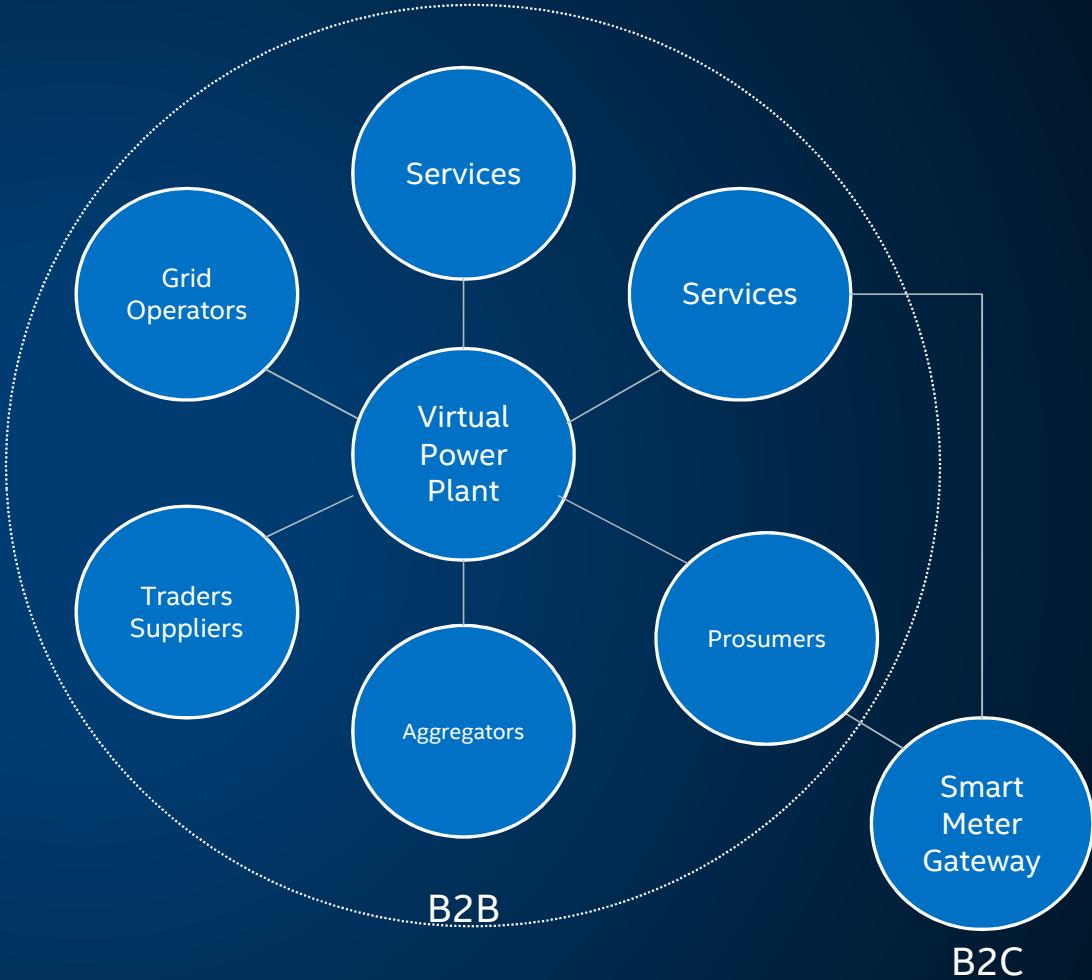 Services
Grid
Operators
Services
Virtual
Power
Plant
Traders
Suppliers
Prosumers
Aggregators
Smart
Meter
Gateway
B2B
B2C